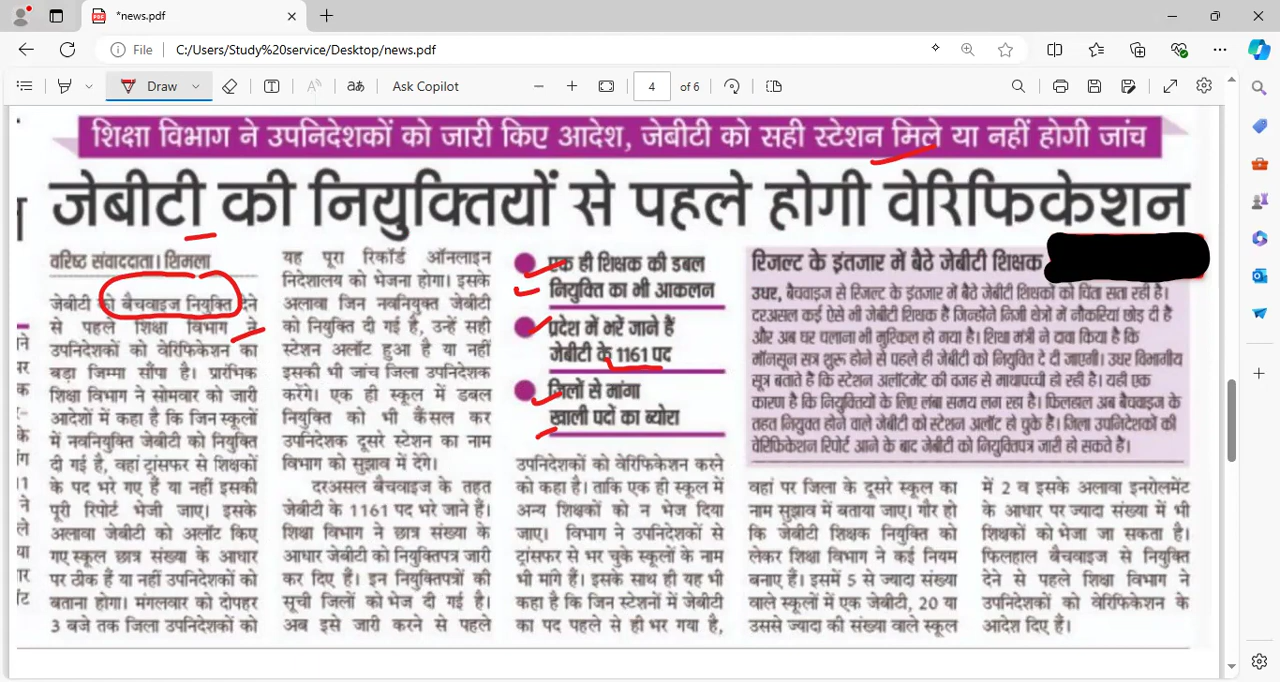 *news.pdf
File
C:/Users/Study%20service/Desktop/news.pdf
Draw
Ask Copilot
4
of 6
शिक्षा विभाग ने उपनिदेशकों को जारी किए आदेश, जेबीटी को सही स्टेशन मिले या नहीं होगी जांच
जेबीटी की नियुक्तियों से पहले होगी वेरिफिकेशन
वरिष्ठ संवाददाता। शिमला
जेबीटी को बैचवाइज नियुक्ति देने
से पहले शिक्षा विभाग ने
उपनिदेशकों को वेरिफिकेशन का
बड़ा जिम्मा सौंपा है। प्रारंभिक
शिक्षा विभाग ने सोमवार को जारी
आदेशों में कहा है कि जिन स्कूलों
में नवनियुक्त जेबीटी को नियुक्ति
दी गई है, वहां ट्रांसफर से शिक्षकों
के पद भरे गए हैं या नहीं इसकी
पूरी रिपोर्ट भेजी जाए। इसके
अलावा जेबीटी को अलॉट किए
गए स्कूल छात्र संख्या के आधार
पर ठीक हैं या नहीं उपनिदेशकों को
बताना होगा। मंगलवार को दोपहर
3 बजे तक जिला उपनिदेशकों को
यह पूरा रिकॉर्ड ऑनलाइन
निदेशालय को भेजना होगा। इसके
अलावा जिन नवनियुक्त जेबीटी
को नियुक्ति दी गई है, उन्हें सही
स्टेशन अलॉट हुआ है या नहीं
इसकी भी जांच जिला उपनिदेशक
करेंगे। एक ही स्कूल में डबल
नियुक्ति को भी कैंसल कर
उपनिदेशक दूसरे स्टेशन का नाम
विभाग को सुझाव में देंगे।
दरअसल बैचवाइज के तहत
जेबीटी के 1161 पद भरे जाने हैं।
शिक्षा विभाग ने छात्र संख्या के
आधार जेबीटी को नियुक्तिपत्र जारी
कर दिए हैं। इन नियुक्तिपत्रों की
सूची जिलों को भेज दी गई है।
अब इसे जारी करने से पहले
एक ही शिक्षक की डबल
नियुक्ति का भी आकलन
प्रदेश में भरें जाने हैं
जेबीटी के 1161 पद
जिलों से मांगा
खाली पदों का ब्योरा
उपनिदेशकों को वेरिफिकेशन करने
को कहा है। ताकि एक ही स्कूल में
अन्य शिक्षकों को न भेज दिया
जाए। विभाग ने उपनिदेशकों से
ट्रांसफर से भर चुके स्कूलों के नाम
भी मांगे हैं। इसके साथ ही यह भी
कहा है कि जिन स्टेशनों में जेबीटी
का पद पहले से ही भर गया है,
रिजल्ट के इंतजार में बैठे जेबीटी शिक्षक
उधर, बैचवाइज से रिजल्ट के इंतजार में बैठे जेबीटी शिक्षकों को चिंता सता रही है।
दरअसल कई ऐसे भी जेबीटी शिक्षक हैं जिन्होंने निजी क्षेत्रों में नौकरियां छोड़ दी हैं
और अब घर चलाना भी मुश्किल हो गया है। शिक्षा मंत्री ने दावा किया है कि
मॉनसून सत्र शुरू होने से पहले ही जेबीटी को नियुक्ति दे दी जाएगी। उधर विभागीय
सूत्र बताते हैं कि स्टेशन अलॉटमेंट की वजह से माथापच्ची हो रही है। यही एक
कारण है कि नियुक्तियों के लिए लंबा समय लग रहा है। फिलहाल अब बैचवाइज के
तहत नियुक्त होने वाले जेबीटी को स्टेशन अलॉट हो चुके हैं। जिला उपनिदेशकों की
वेरिफिकेशन रिपोर्ट आने के बाद जेबीटी को नियुक्तिपत्र जारी हो सकते हैं।
वहां पर जिला के दूसरे स्कूल का
नाम सुझाव में बताया जाए। गौर हो
कि जेबीटी शिक्षक नियुक्ति को
लेकर शिक्षा विभाग ने कई नियम
बनाए हैं। इसमें 5 से ज्यादा संख्या
वाले स्कूलों में एक जेबीटी, 20 या
उससे ज्यादा की संख्या वाले स्कूल
में 2 व इसके अलावा इनरोलमेंट
के आधार पर ज्यादा संख्या में भी
शिक्षकों को भेजा जा सकता है।
फिलहाल बैचवाइज से नियुक्ति
देने से पहले शिक्षा विभाग ने
उपनिदेशकों को वेरिफिकेशन के
आदेश दिए हैं।